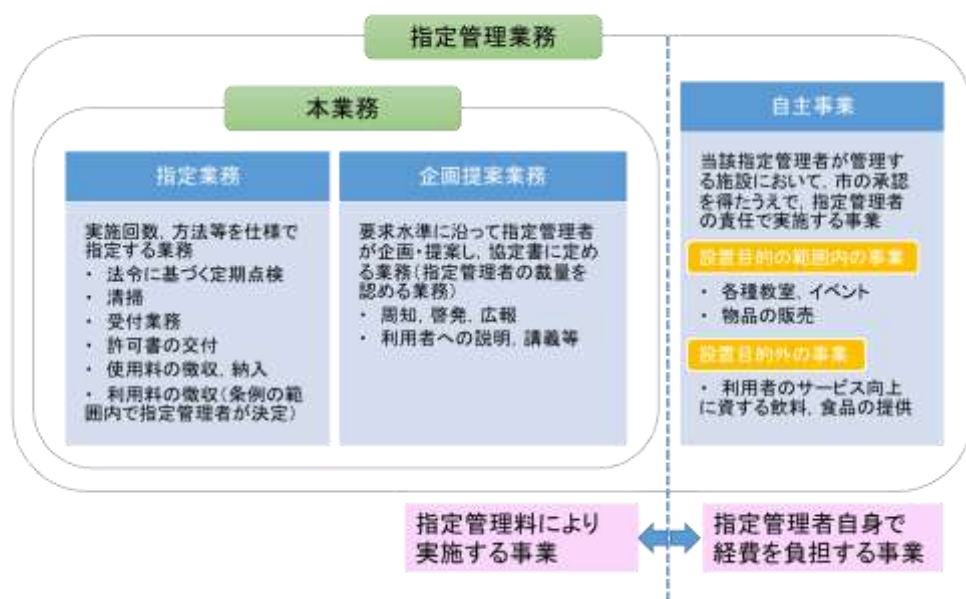 指定管理業務
本業務
指定業務
実施回数，方法等を仕様で
指定する業務
・ 法令に基づく定期点検
・ 清掃
・ 受付業務
・ 許可書の交付
・ 使用料の徴収，納入
・ 利用料の徴収（条例の範
囲内で指定管理者が決定）
企画提案業務
要求水準に沿って指定管理者
が企画・提案し，協定書に定め
る業務（指定管理者の裁量を
認める業務）
・ 周知，啓発，広報
・ 利用者への説明，講義等
自主事業
当該指定管理者が管理す
る施設において，市の承認
を得たうえで，指定管理者
の責任で実施する事業
設置目的の範囲内の事業
・ 各種教室，イベント
・ 物品の販売
設置目的外の事業
・ 利用者のサービス向上
に資する飲料，食品の提供
指定管理料により
実施する事業
指定管理者自身で
経費を負担する事業